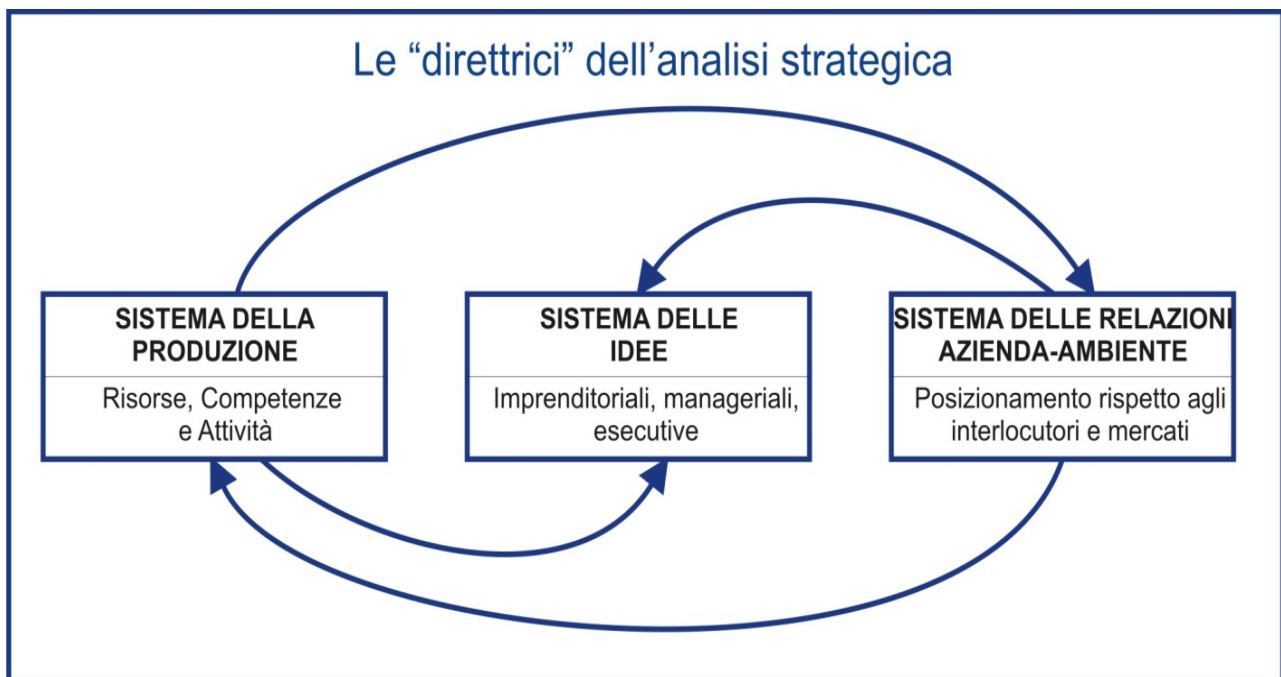 Le “direttrici” dell’analisi strategica
SISTEMA DELLA
PRODUZIONE
Risorse, Competenze
e Attività
SISTEMA DELLE
IDEE
Imprenditoriali, manageriali,
esecutive
SISTEMA DELLE RELAZIONI
AZIENDA-AMBIENTE
Posizionamento rispetto agli
interlocutori e mercati